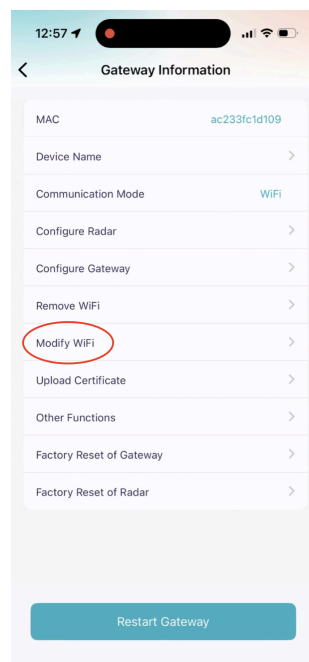 12:57
Gateway Information
MAC ac233fc1d109
Device Name
Communication Mode WiFi
Configure Radar
Configure Gateway
Remove WiFi
Modify WiFi
Upload Certificate
Other Functions
Factory Reset of Gateway
Factory Reset of Radar
Restart Gateway